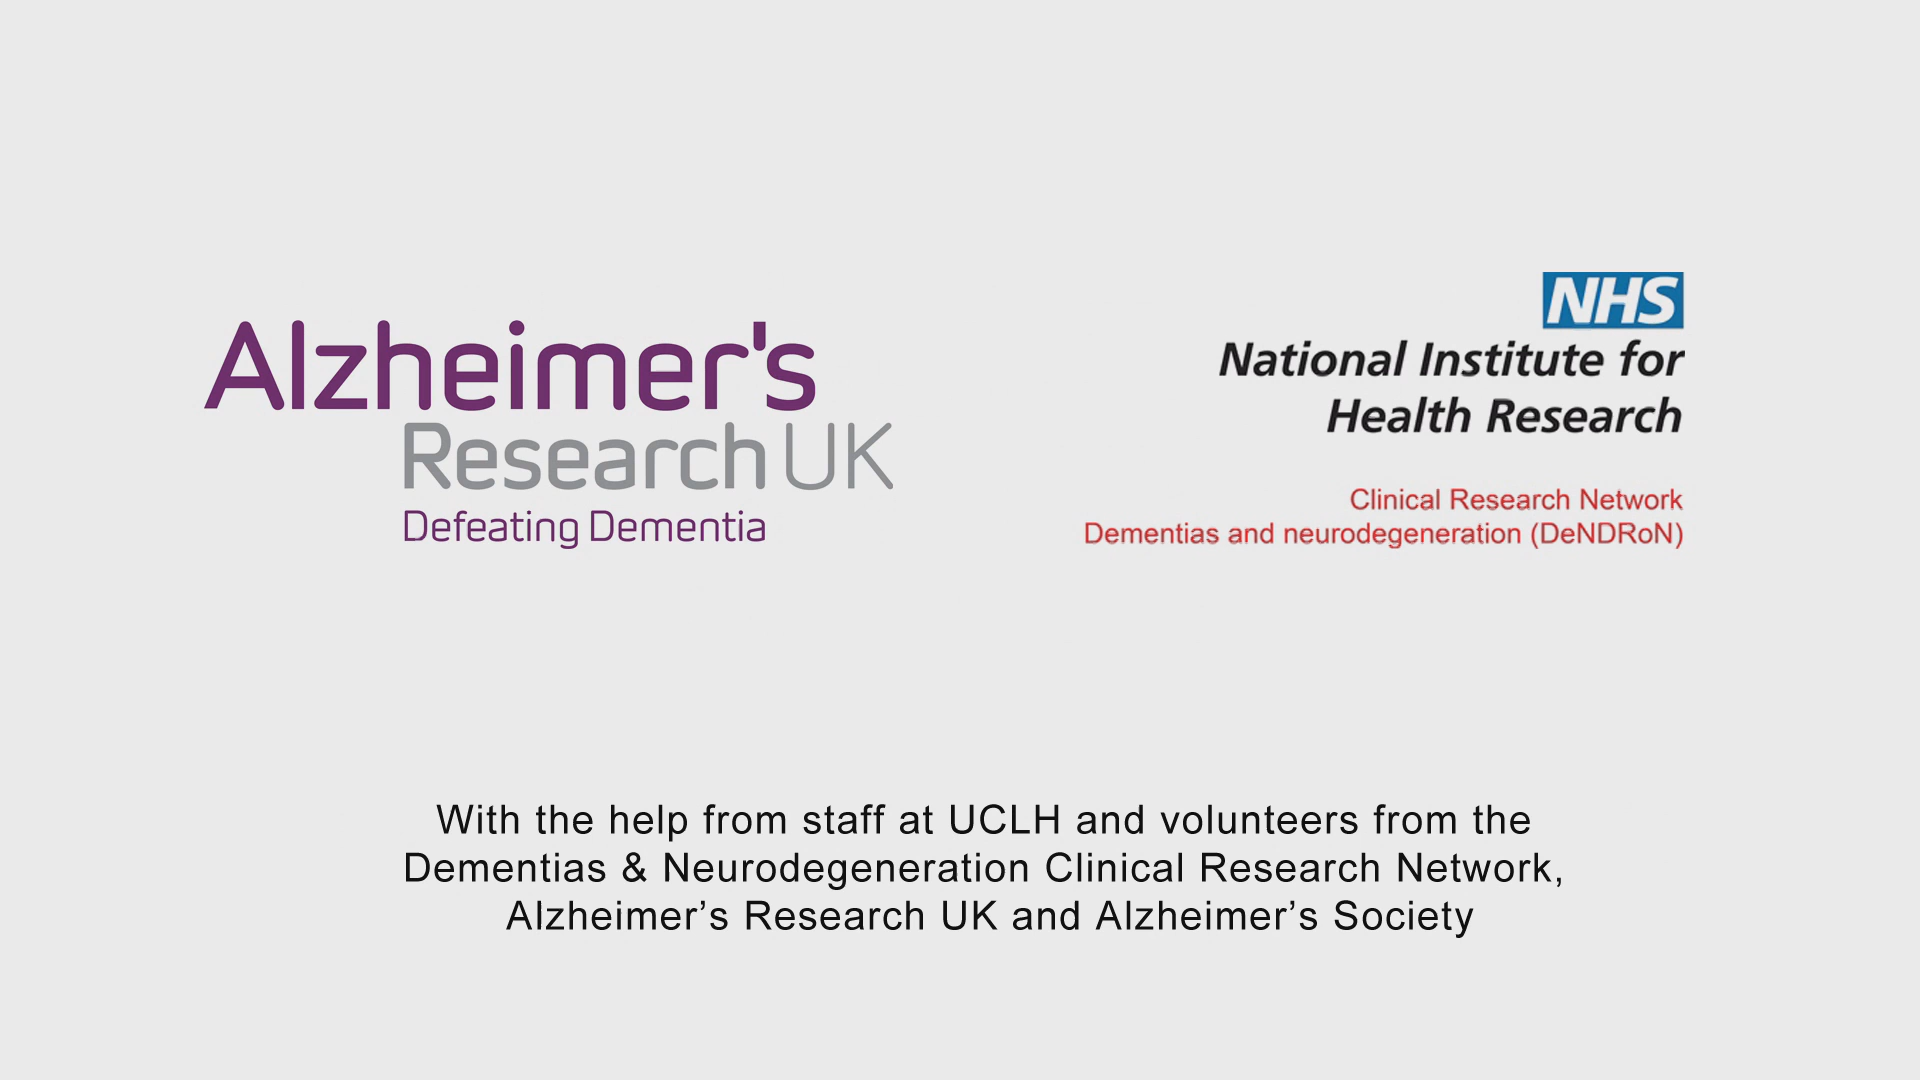 Alzheimer's
Research UK
Defeating Dementia
NHS
National Institute for
Health Research
Clinical Research Network
Dementias and neurodegeneration (DeNDRoN)
With the help from staff at UCLH and volunteers from the
Dementias & Neurodegeneration Clinical Research Network,
Alzheimer’s Research UK and Alzheimer’s Society